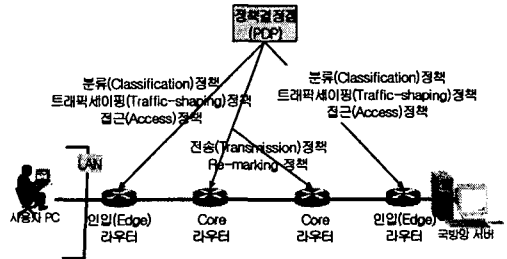 정책결정점
(PDP)
분류(Classification)정책
트래픽세이핑(Traffic-shaping)정책
접근(Access)정책
분류(Classification)정책
트래픽세이핑(Traffic-shaping)정책
접근(Access)정책
전송(Transmission)정책
Re-marking 정책
LAN
사용자 PC
인입(Edge)
라우터
Core
라우터
Core
라우터
인입(Edge)
라우터
국방망 서버